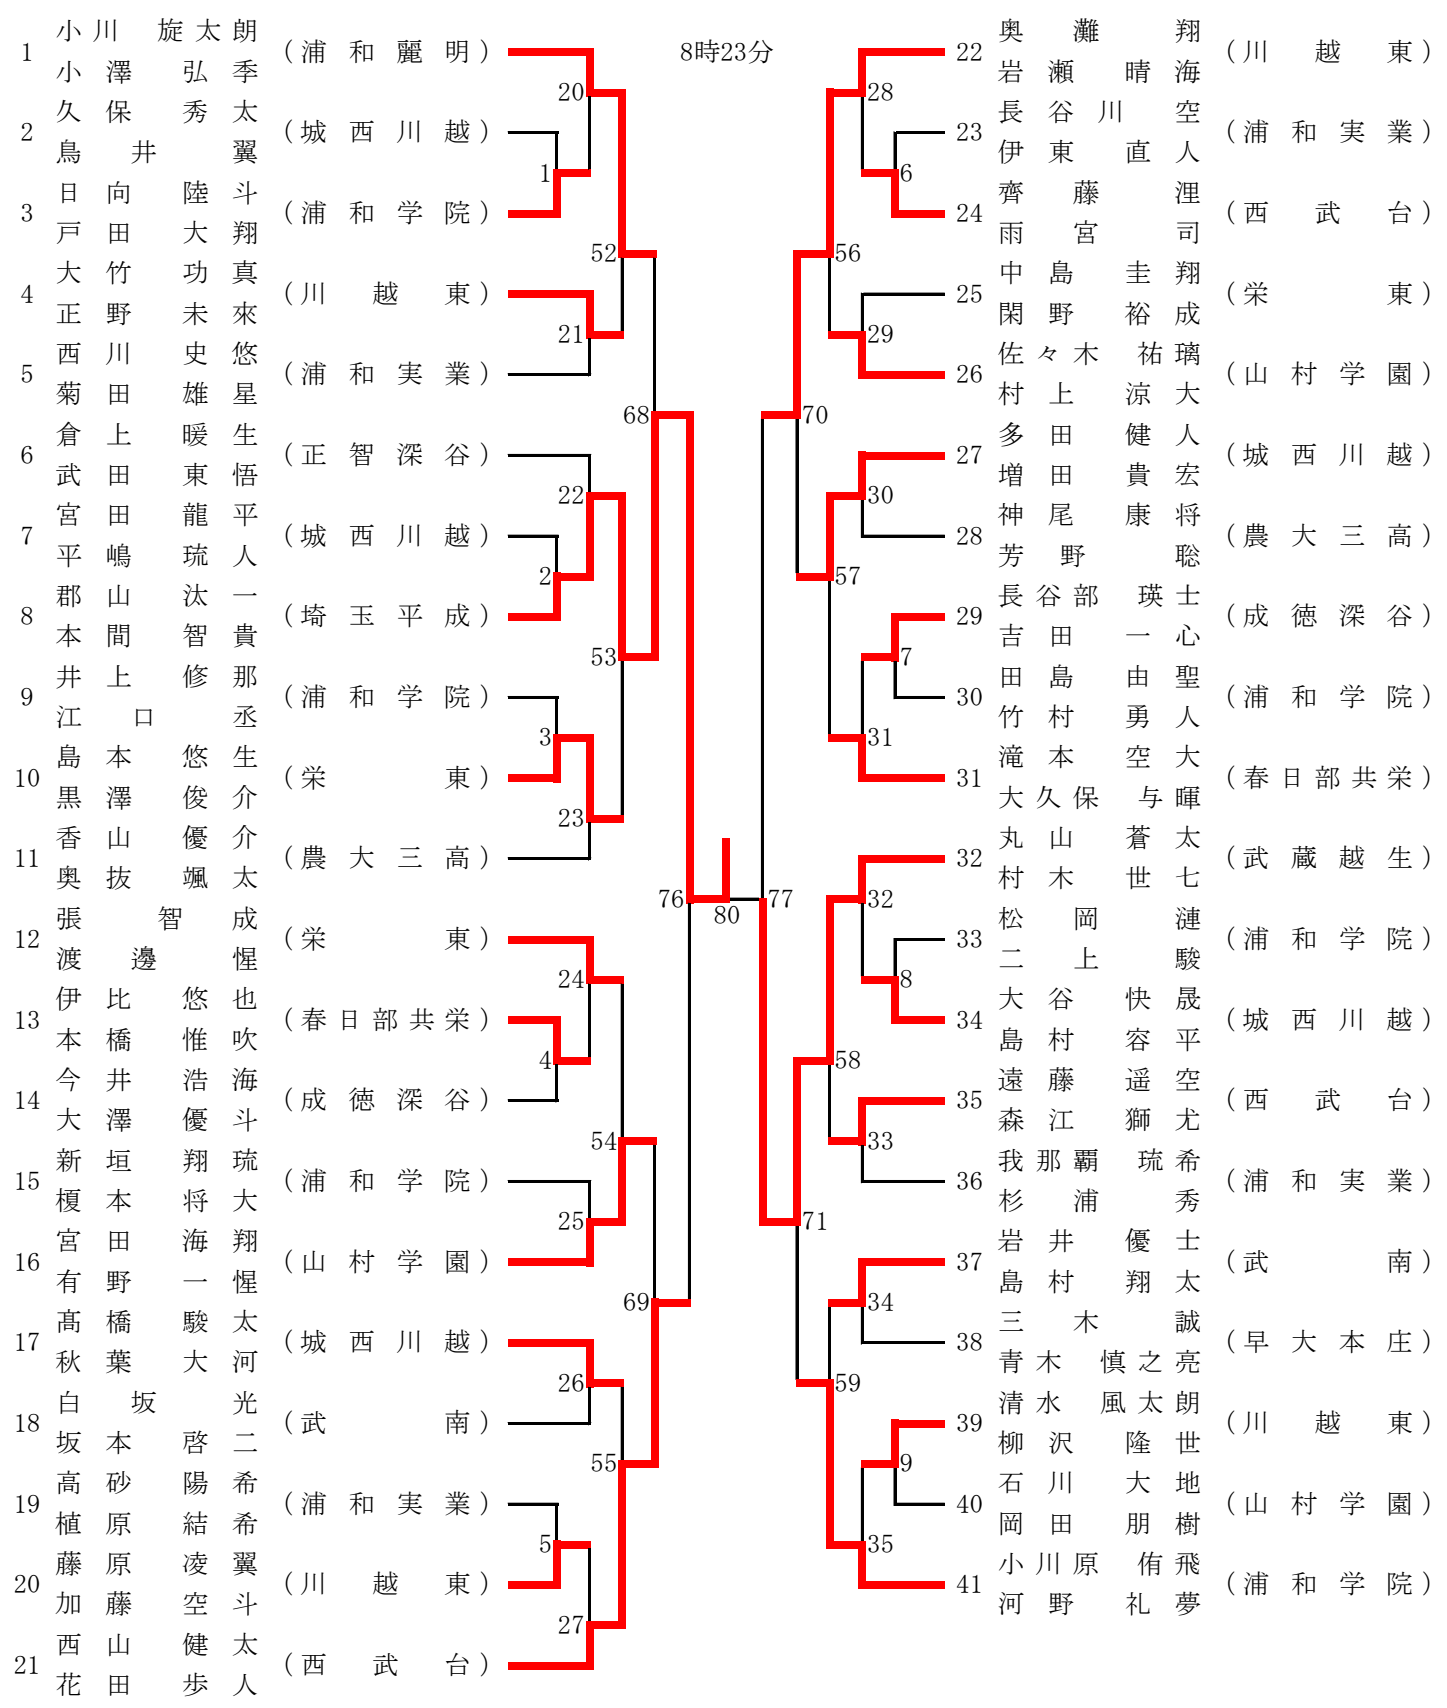 8時23分
1 小川 旋太朗 (浦和麗明)
小澤 弘季
2 久保 秀太 (城西川越)
鳥井 翼
3 日向 陸斗 (浦和学院)
戸田 大翔
4 大竹 功真 (川越東)
正野 未來
5 西川 史悠 (浦和実業)
菊田 雄星
6 倉上 暖生 (正智深谷)
武田 東悟
7 宮田 龍平 (城西川越)
平嶋 琉人
8 郡山 汰一 (埼玉平成)
本間 智貴
9 井上 修那 (浦和学院)
江口 丞
10 島本 悠生 (栄東)
黒澤 俊介
11 香山 優介 (農大三高)
奥抜 颯太
12 張 智成 (栄東)
渡邊 惺
13 伊比 悠也 (春日部共栄)
本橋 惟吹
14 今井 浩海 (成徳深谷)
大澤 優斗
15 新垣 翔琉 (浦和学院)
榎本 将大
16 宮田 海翔 (山村学園)
有野 一惺
17 髙橋 駿太 (城西川越)
秋葉 大河
18 白坂 光 (武南)
坂本 啓二
19 高砂 陽希 (浦和実業)
植原 結希
20 藤原 凌翼 (川越東)
加藤 空斗
21 西山 健太 (西武台)
花田 歩人
20
1
52
21
68
22
2
53
3
23
76
80
77
24
4
54
25
69
26
55
5
27
28
6
56
29
70
30
57
7
31
32
8
58
33
71
34
59
9
35
22 奥灘 翔 (川越東)
岩瀬 晴海
23 長谷川 空 (浦和実業)
伊東 直人
24 齊藤 浬 (西武台)
雨宮 司
25 中島 圭翔 (栄東)
閑野 裕成
26 佐々木 祐璃 (山村学園)
村上 涼大
27 多田 健人 (城西川越)
増田 貴宏
28 神尾 康将 (農大三高)
芳野 聡
29 長谷部 瑛士 (成徳深谷)
吉田 一心
30 田島 由聖 (浦和学院)
竹村 勇人
31 滝本 空大 (春日部共栄)
大久保 与暉
32 丸山 蒼太 (武蔵越生)
村木 世七
33 松岡 漣 (浦和学院)
二上 駿
34 大谷 快晟 (城西川越)
島村 容平
35 遠藤 遥空 (西武台)
森江 獅尤
36 我那覇 琉希 (浦和実業)
杉浦 秀
37 岩井 優士 (武南)
島村 翔太
38 三木 誠 (早大本庄)
青木 慎之亮
39 清水 風太朗 (川越東)
柳沢 隆世
40 石川 大地 (山村学園)
岡田 朋樹
41 小川原 侑飛 (浦和学院)
河野 礼夢